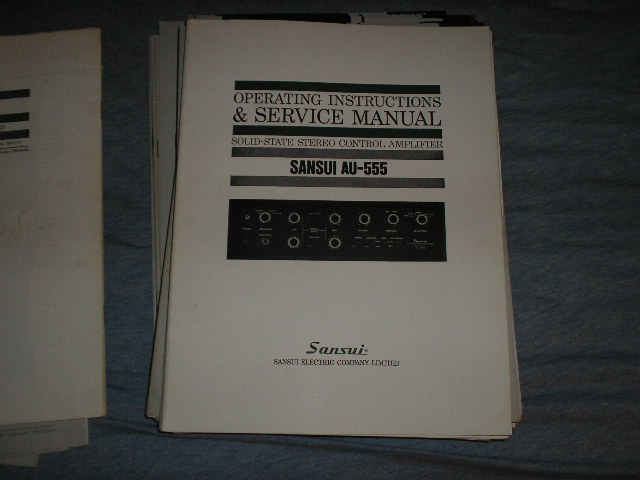 OPERATING INSTRUCTIONS
& SERVICE MANUAL
SOLID-STATE STEREO CONTROL AMPLIFIER
SANSUI AU-555
Sansui
SANSUI ELECTRIC COMPANY LIMITED